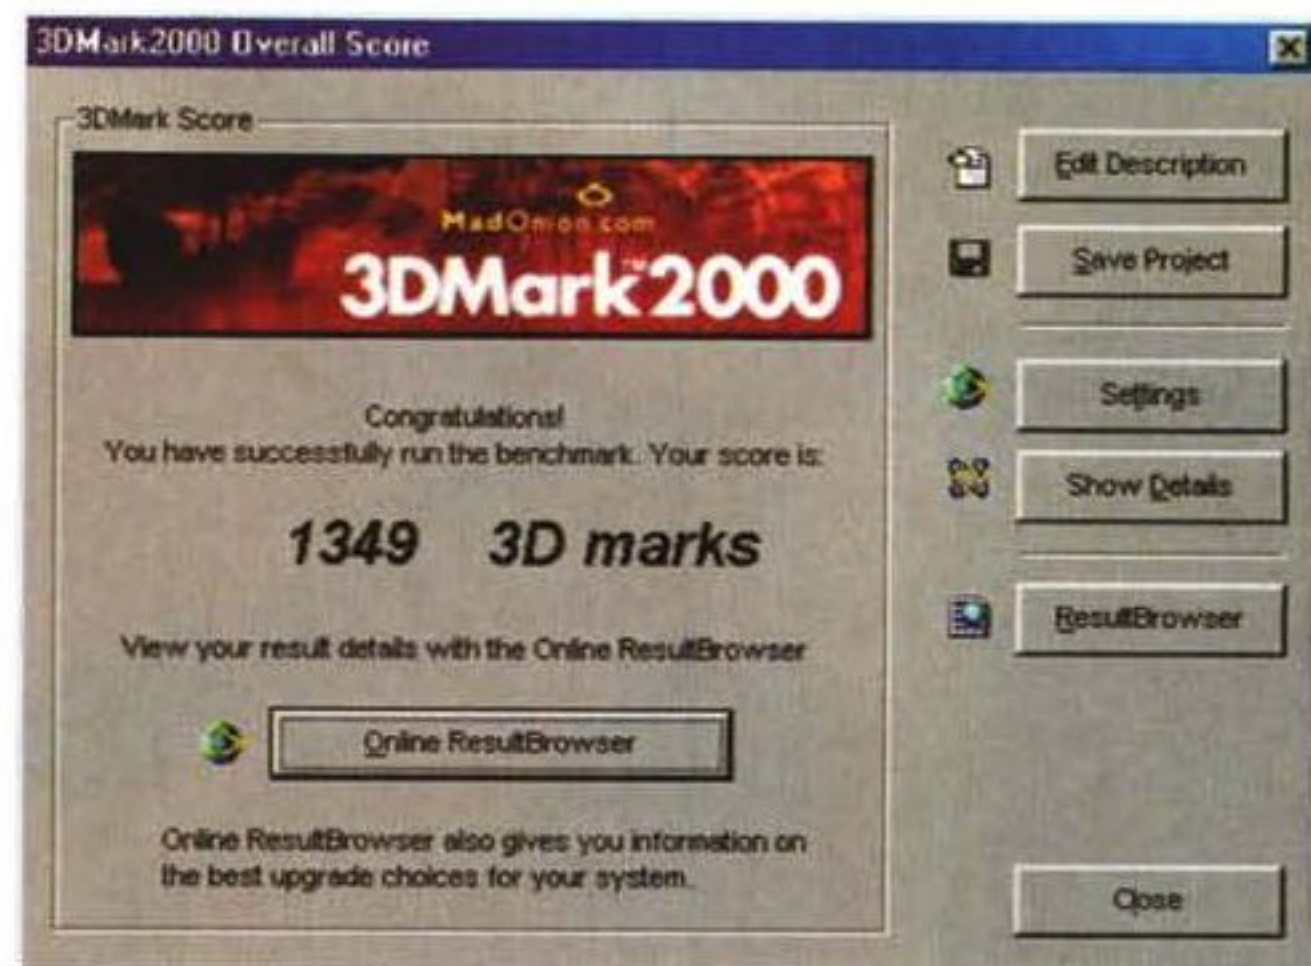 3DMark2000 Overall Score
3DMark Score
MadOnion.com
3DMark™2000
Congratulations!
You have successfully run the benchmark. Your score is:
1349 3D marks
View your result details with the Online ResultBrowser
Online ResultBrowser
Online ResultBrowser also gives you information on
the best upgrade choices for your system.
Edit Description
Save Project
Settings
Show Details
ResultBrowser
Close